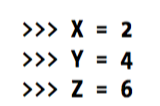 >>> X = 2
>>> Y = 4
>>> Z = 6